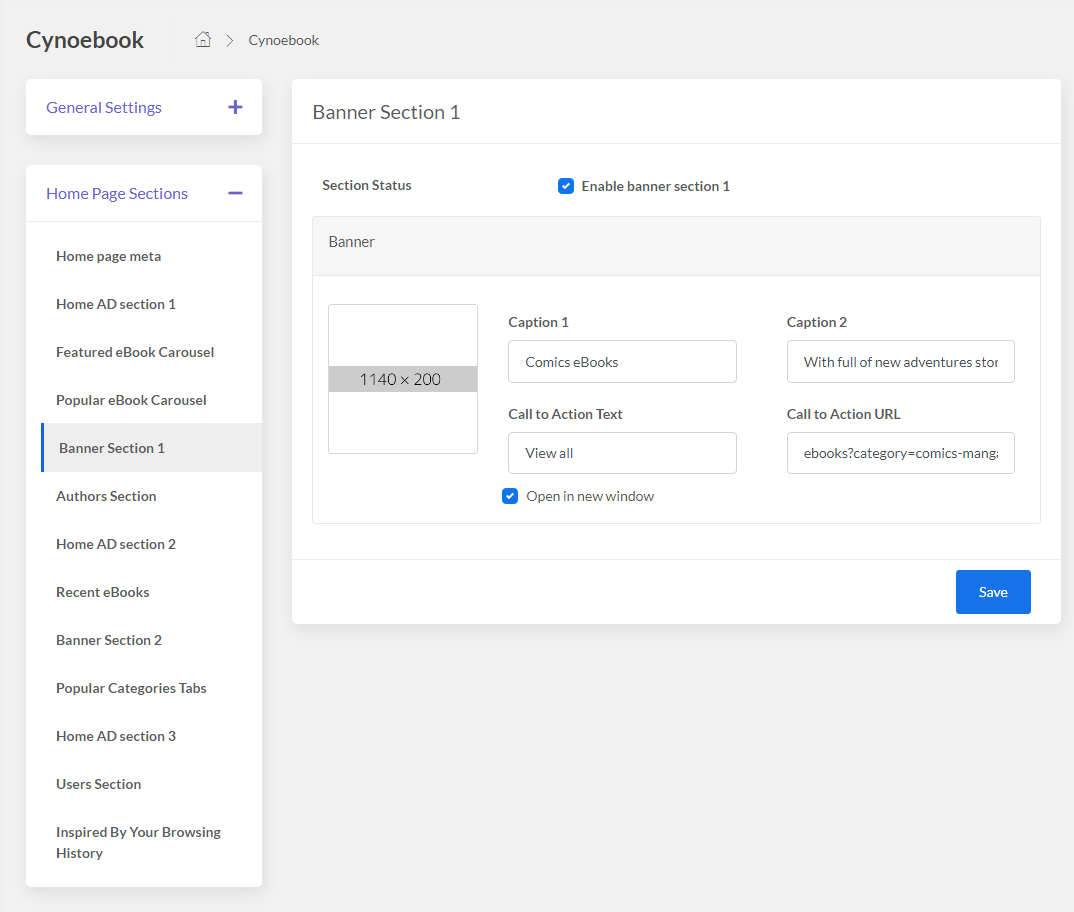 Cynoebook
Cynoebook
General Settings
Home Page Sections
Home page meta
Home AD section 1
Featured eBook Carousel
Popular eBook Carousel
Banner Section 1
Authors Section
Home AD section 2
Recent eBooks
Banner Section 2
Popular Categories Tabs
Home AD section 3
Users Section
Inspired By Your Browsing
History
Banner Section 1
Section Status
Enable banner section 1
Banner
1140 × 200
Caption 1
Caption 2
Comics eBooks
With full of new adventures stor
Call to Action Text
Call to Action URL
View all
ebooks?category=comics-manga
Open in new window
Save